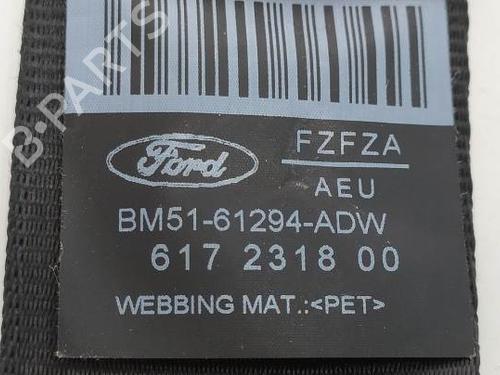 B-PARTS
Ford
FZFZA
AEU
BM51-61294-ADW
617 2318 00
WEBBING MAT.:<PET>